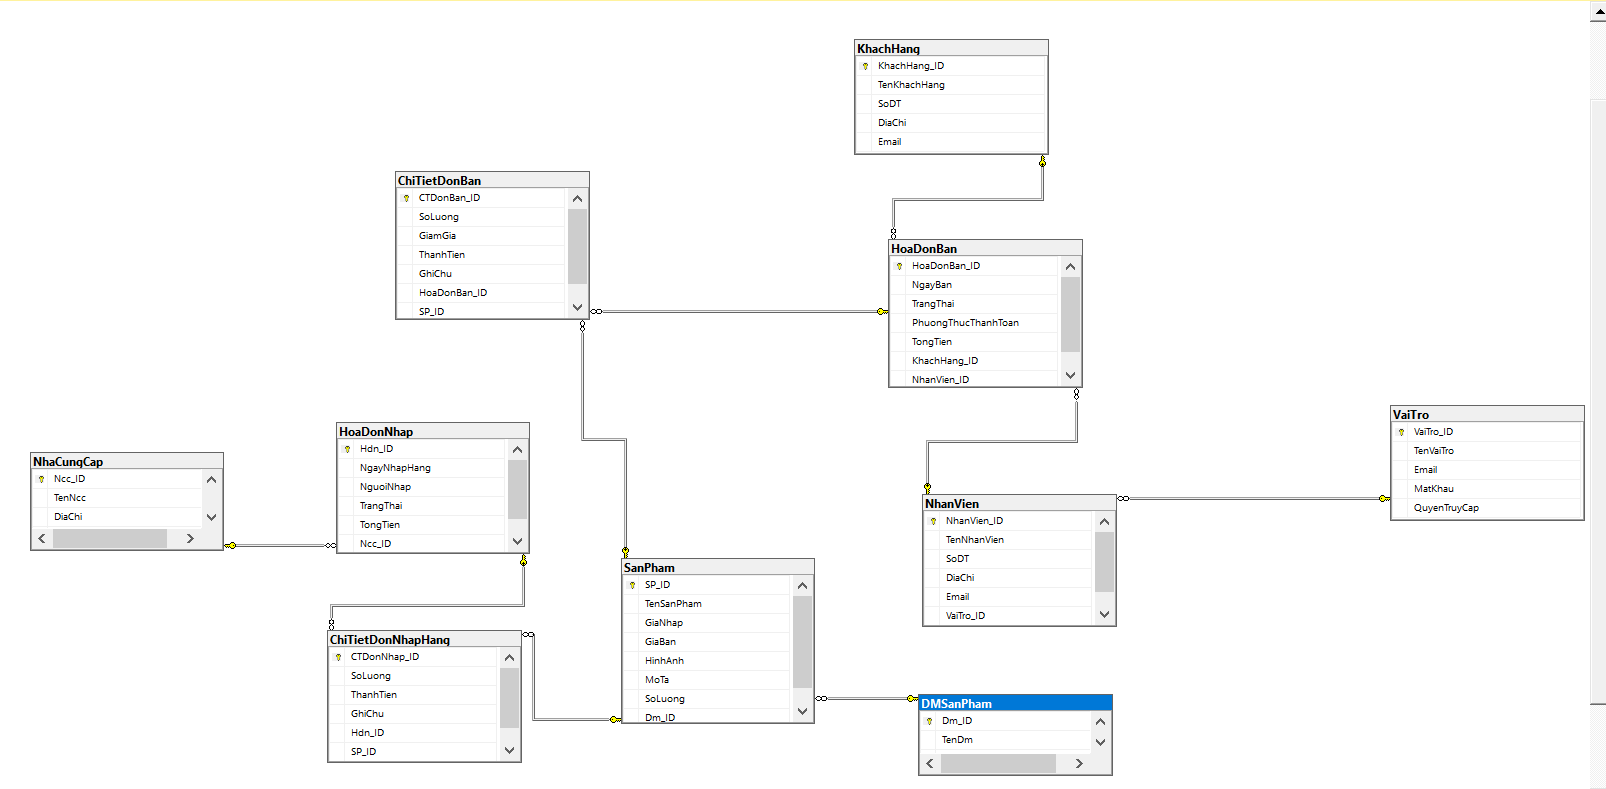 KhachHang
KhachHang_ID
TenKhachHang
SoDT
DiaChi
Email
ChiTietDonBan
CTDonBan_ID
SoLuong
GiamGia
ThanhTien
GhiChu
HoaDonBan_ID
SP_ID
HoaDonBan
HoaDonBan_ID
NgayBan
TrangThai
PhuongThucThanhToan
TongTien
KhachHang_ID
NhanVien_ID
VaiTro
VaiTro_ID
TenVaiTro
Email
MatKhau
QuyenTruyCap
HoaDonNhap
Hdn_ID
NgayNhapHang
NguoiNhap
TrangThai
TongTien
Ncc_ID
NhaCungCap
Ncc_ID
TenNcc
DiaChi
NhanVien
NhanVien_ID
TenNhanVien
SoDT
DiaChi
Email
VaiTro_ID
SanPham
SP_ID
TenSanPham
GiaNhap
GiaBan
HinhAnh
MoTa
SoLuong
Dm_ID
ChiTietDonNhapHang
CTDonNhap_ID
SoLuong
ThanhTien
GhiChu
Hdn_ID
SP_ID
DMSanPham
Dm_ID
TenDm